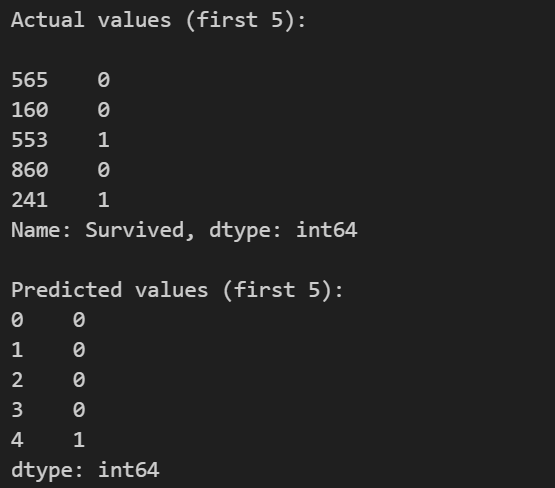 Actual values (first 5):
565    0
160    0
553    1
860    0
241    1
Name: Survived, dtype: int64
Predicted values (first 5):
0    0
1    0
2    0
3    0
4    1
dtype: int64